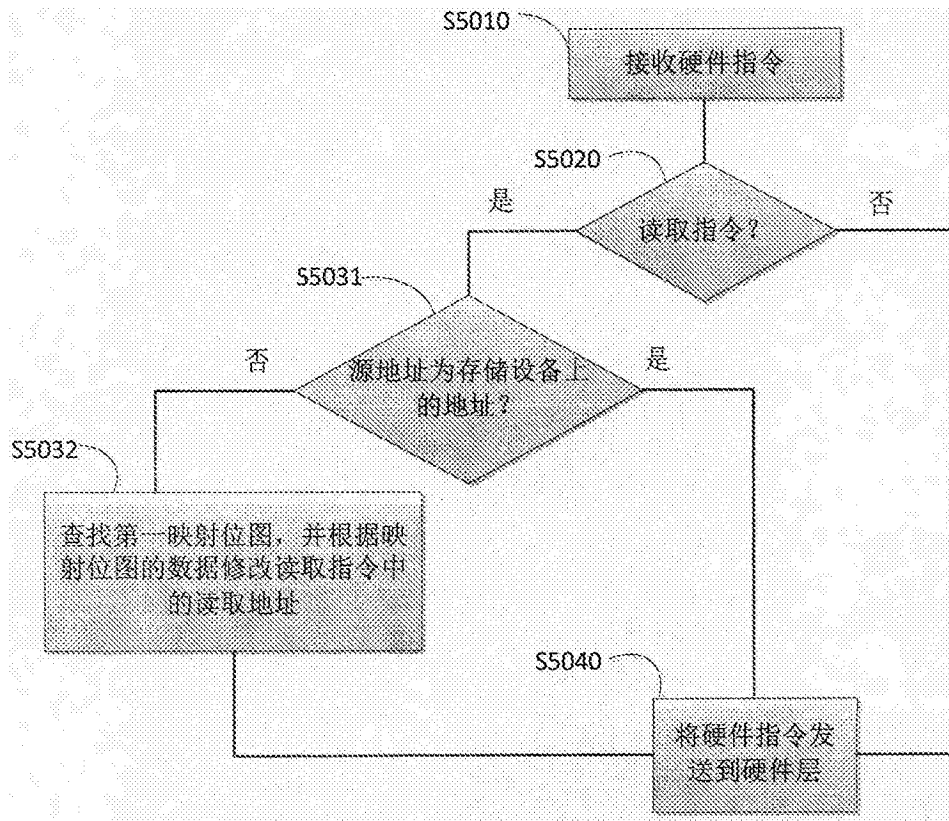 S5010
接收硬件指令
S5020
是
读取指令?
否
S5031
否
源地址为存储设备上
的地址?
是
S5032
查找第一映射位图,并根据映
射位图的数据修改读取指令中
的读取地址
S5040
将硬件指令发
送到硬件层